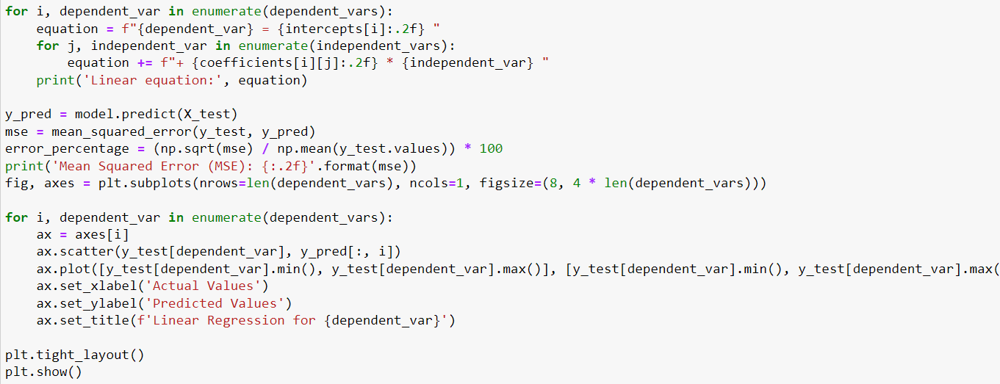 for i, dependent_var in enumerate(dependent_vars):
    equation = f"{dependent_var} = {intercepts[i]:.2f} "
    for j, independent_var in enumerate(independent_vars):
        equation += f"+ {coefficients[i][j]:.2f} * {independent_var} "
    print('Linear equation:', equation)

y_pred = model.predict(X_test)
mse = mean_squared_error(y_test, y_pred)
error_percentage = (np.sqrt(mse) / np.mean(y_test.values)) * 100
print('Mean Squared Error (MSE): {:.2f}'.format(mse))
fig, axes = plt.subplots(nrows=len(dependent_vars), ncols=1, figsize=(8, 4 * len(dependent_vars)))

for i, dependent_var in enumerate(dependent_vars):
    ax = axes[i]
    ax.scatter(y_test[dependent_var], y_pred[:, i])
    ax.plot([y_test[dependent_var].min(), y_test[dependent_var].max()], [y_test[dependent_var].min(), y_test[dependent_var].max(
    ax.set_xlabel('Actual Values')
    ax.set_ylabel('Predicted Values')
    ax.set_title(f'Linear Regression for {dependent_var}')

plt.tight_layout()
plt.show()